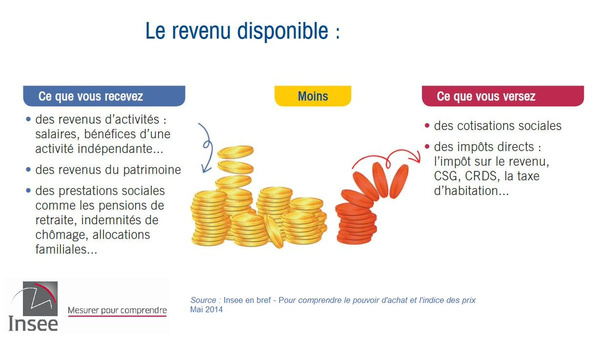 Le revenu disponible :
Ce que vous recevez
• des revenus d'activités :
salaires, bénéfices d'une
activité indépendante...
• des revenus du patrimoine
• des prestations sociales
comme les pensions de
retraite, indemnités de
chômage, allocations
familiales...
Moins
Ce que vous versez
• des cotisations sociales
• des impôts directs :
l'impôt sur le revenu,
CSG, CRDS, la taxe
d'habitation...
Insee
Mesurer pour comprendre
Source : Insee en bref - Pour comprendre le pouvoir d'achat et l'indice des prix
Mai 2014